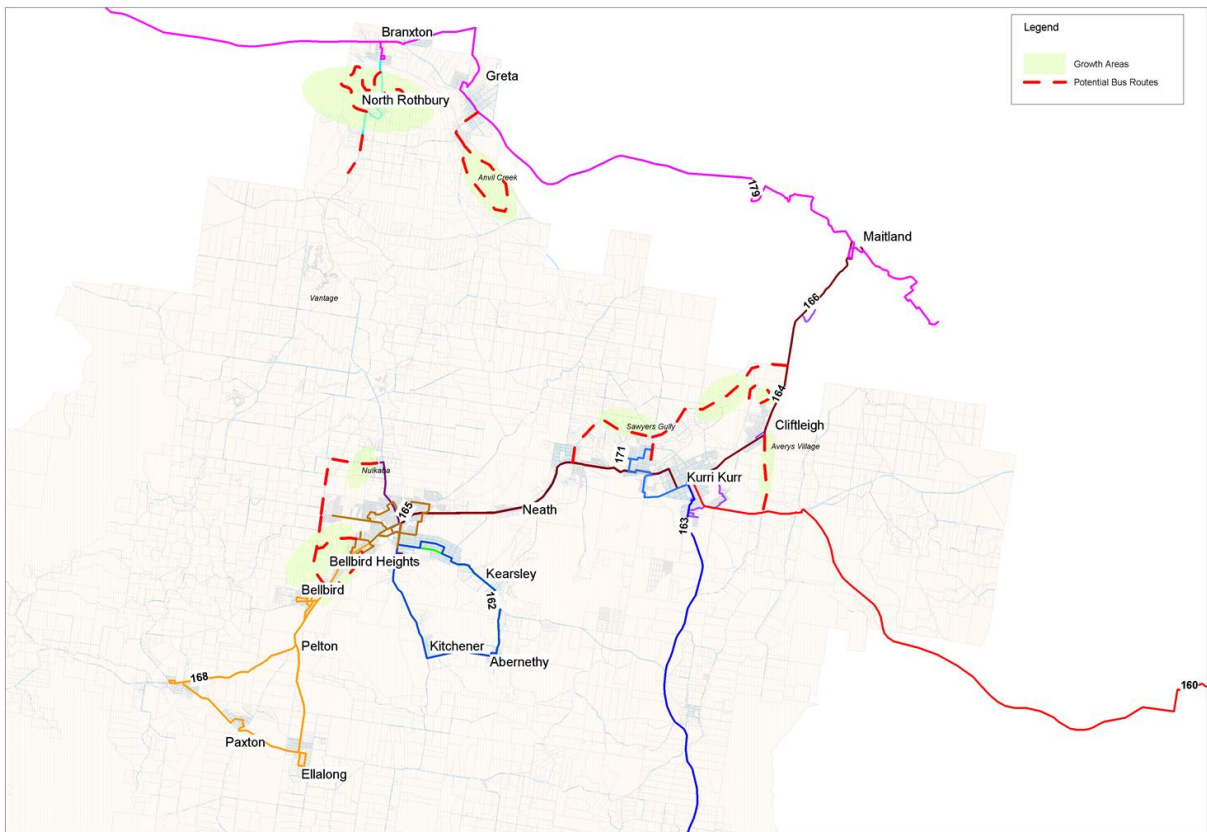 Branxton
Legend
Growth Areas
Potential Bus Routes
Greta
North Rothbury
Anvil Creek
179
Maitland
Vantage
166
164
Cliftleigh
Sawyers Gully
Averys Village
171
Nulkaba
Kurri Kurr
165
Neath
163
Bellbird Heights
Kearsley
Bellbird
162
Pelton
Kitchener
Abernethy
168
160
Paxton
Ellalong